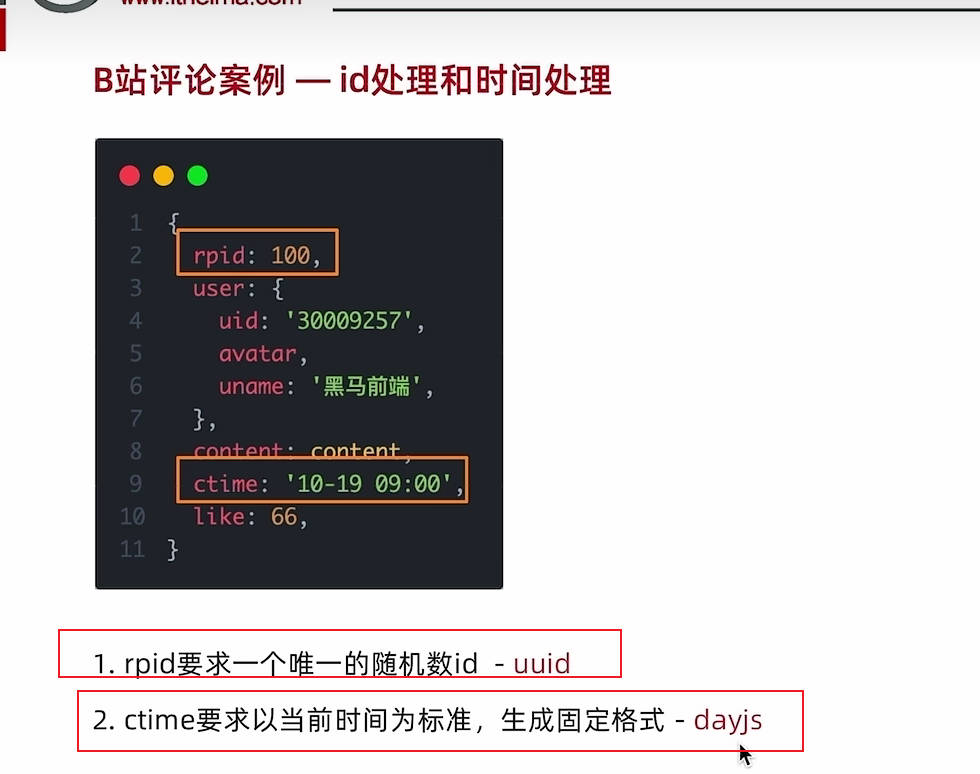 www.itheima.com
B站评论案例 — id处理和时间处理
1 {
2 rpid: 100,
3 user: {
4 uid: '30009257',
5 avatar,
6 uname: '黑马前端',
7 },
8 content: content,
9 ctime: '10-19 09:00',
10 like: 66,
11 }
1. rpid要求一个唯一的随机数id - uuid
2. ctime要求以当前时间为标准，生成固定格式 - dayjs